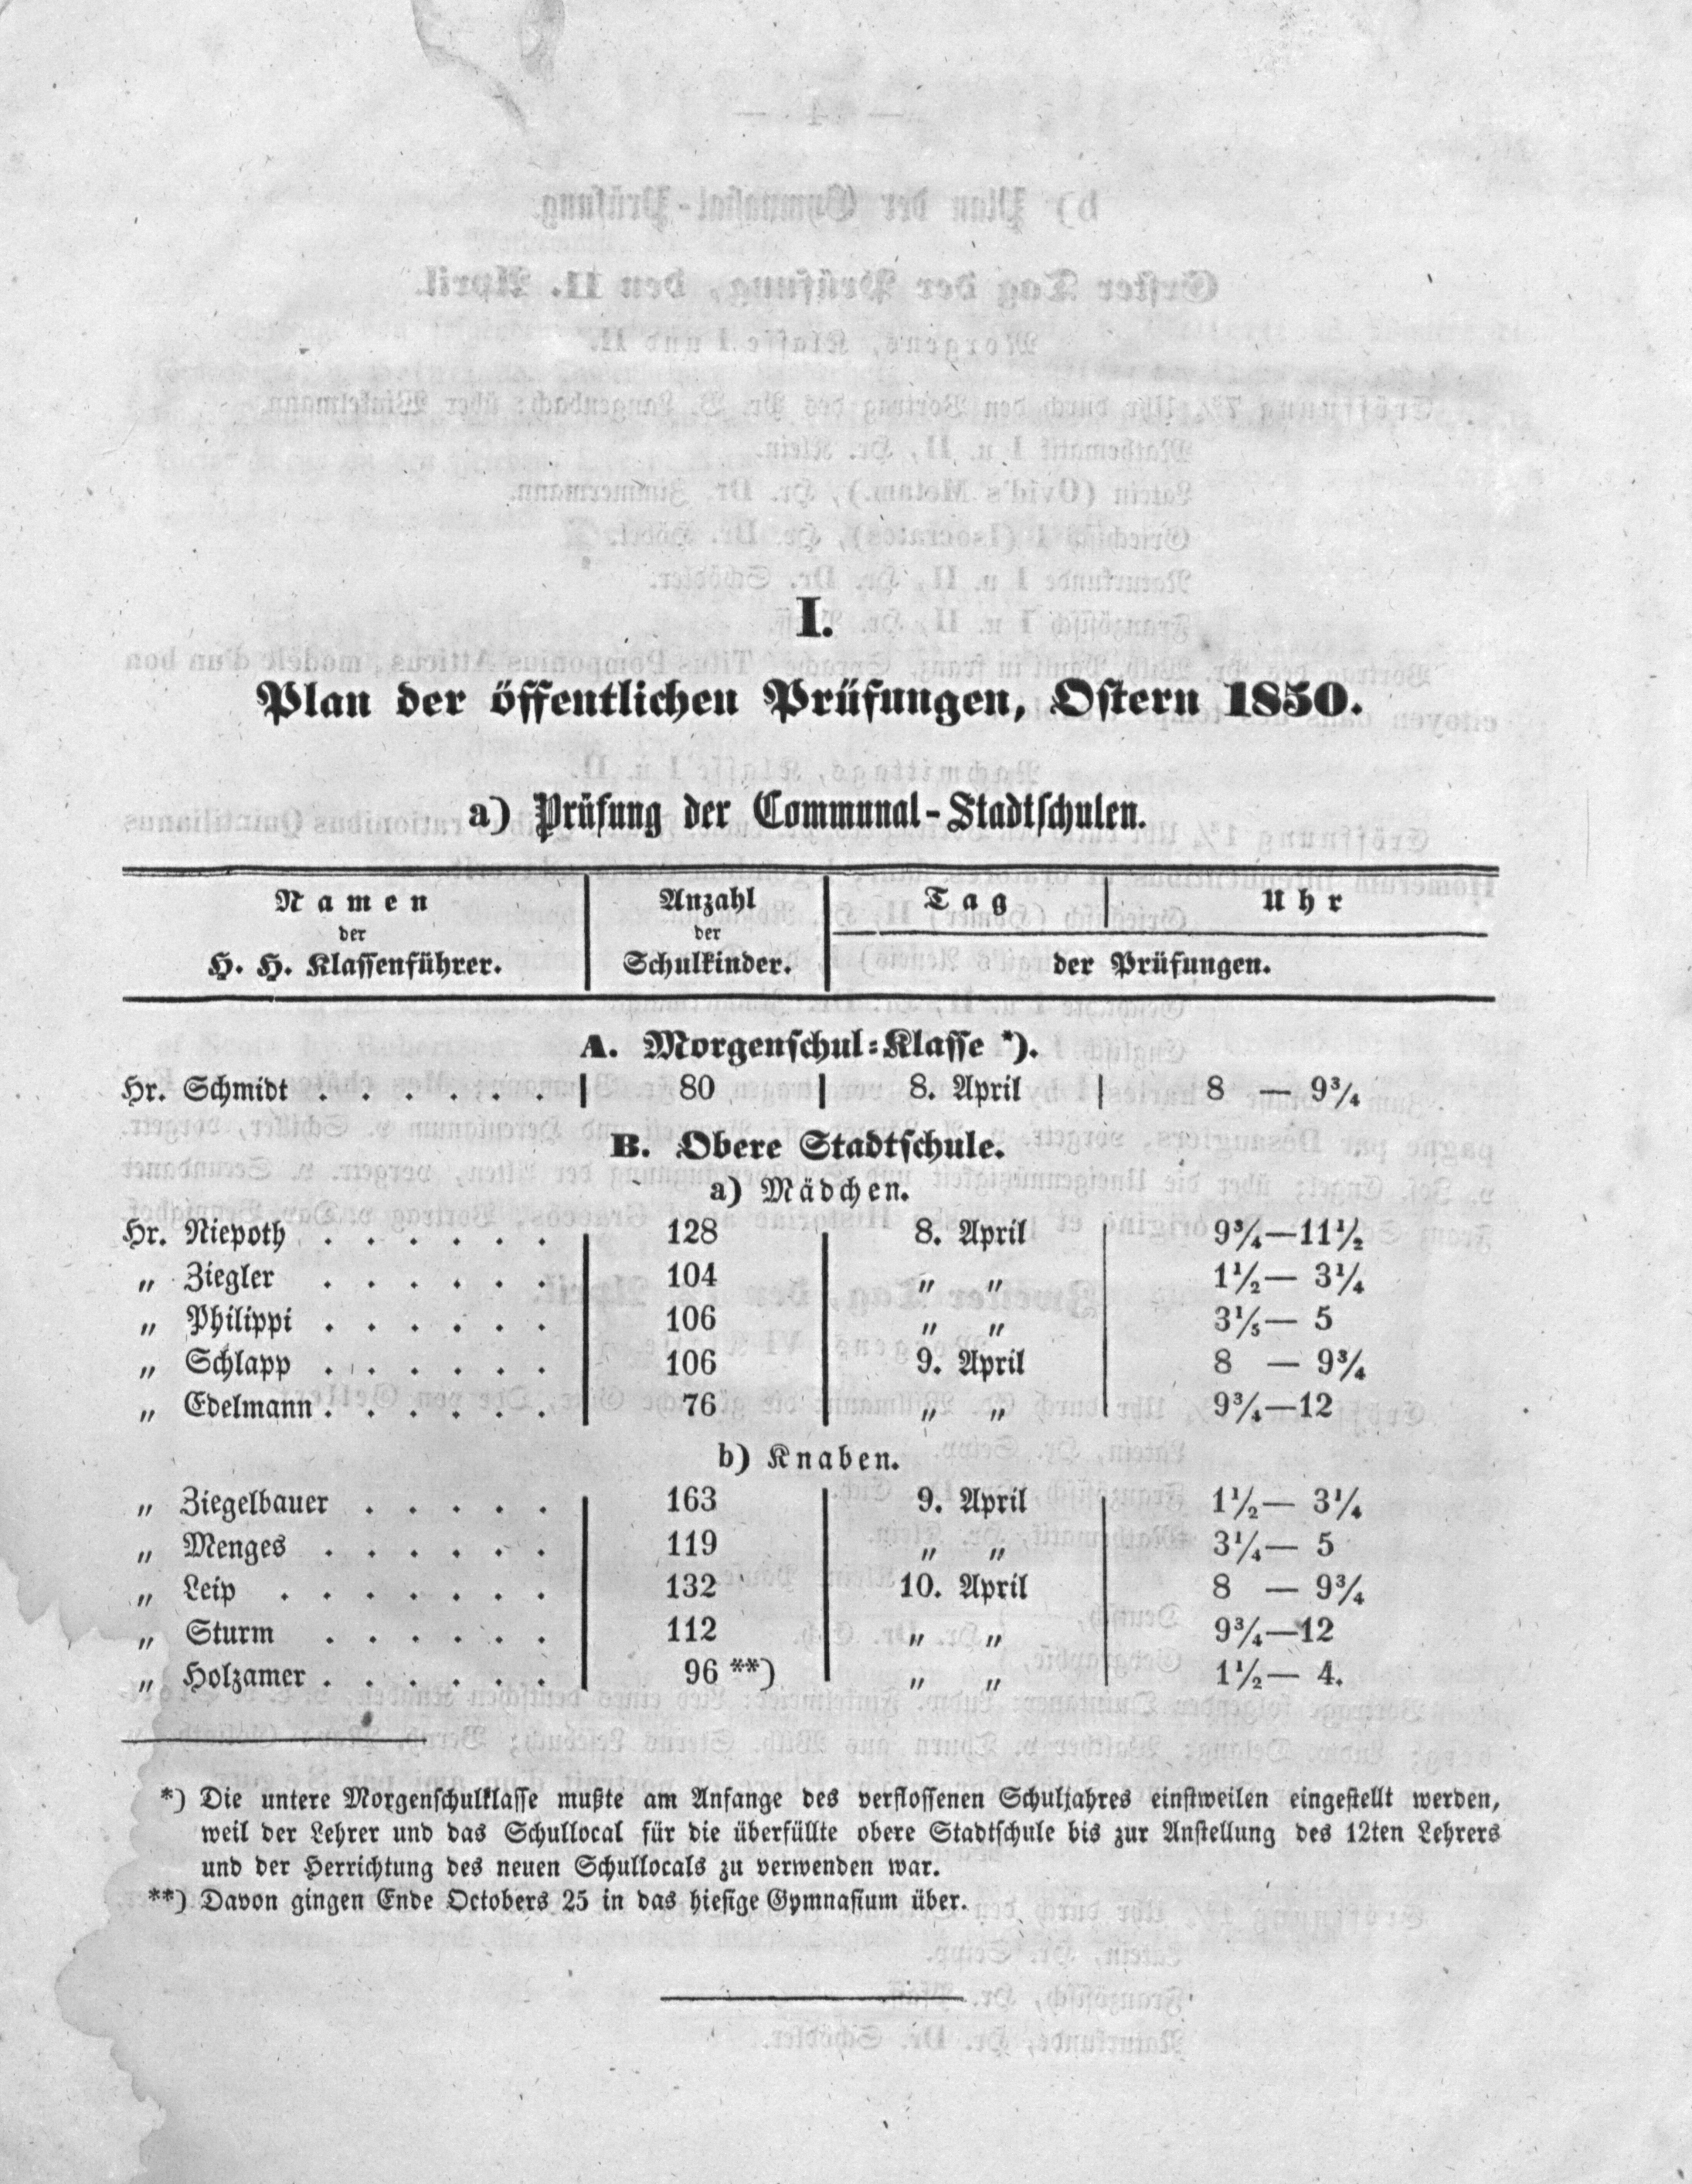 I.
Plan der öffentlichen Prüfungen, Ostern 1850.
a) Prüfung der Communal-Stadtschulen.
Namen der H. H. Klassenführer. | Anzahl der Schulkinder. | Tag | Uhr
der Prüfungen.
A. Morgenschul-Klasse *).
Hr. Schmidt . . . . . . | 80 | 8. April | 8 — 9¾
B. Obere Stadtschule.
a) Mädchen.
Hr. Niepoth . . . . . . | 128 | 8. April | 9¾—11½
„ Ziegler . . . . . . | 104 | „ „ | 1½— 3¼
„ Philippi . . . . . . | 106 | „ „ | 3⅕— 5
„ Schlapp . . . . . . | 106 | 9. April | 8 — 9¾
„ Edelmann . . . . . . | 76 | „ „ | 9¾—12
b) Knaben.
„ Ziegelbauer . . . . . | 163 | 9. April | 1½— 3¼
„ Menges . . . . . . | 119 | „ „ | 3¼— 5
„ Leip . . . . . . . | 132 | 10. April | 8 — 9¾
„ Sturm . . . . . . | 112 | „ „ | 9¾—12
„ Holzamer . . . . . . | 96 **) | „ „ | 1½— 4.
*) Die untere Morgenschulklasse mußte am Anfange des verflossenen Schuljahres einstweilen eingestellt werden,
weil der Lehrer und das Schullocal für die überfüllte obere Stadtschule bis zur Anstellung des 12ten Lehrers
und der Herrichtung des neuen Schullocals zu verwenden war.
**) Davon gingen Ende Octobers 25 in das hiesige Gymnasium über.